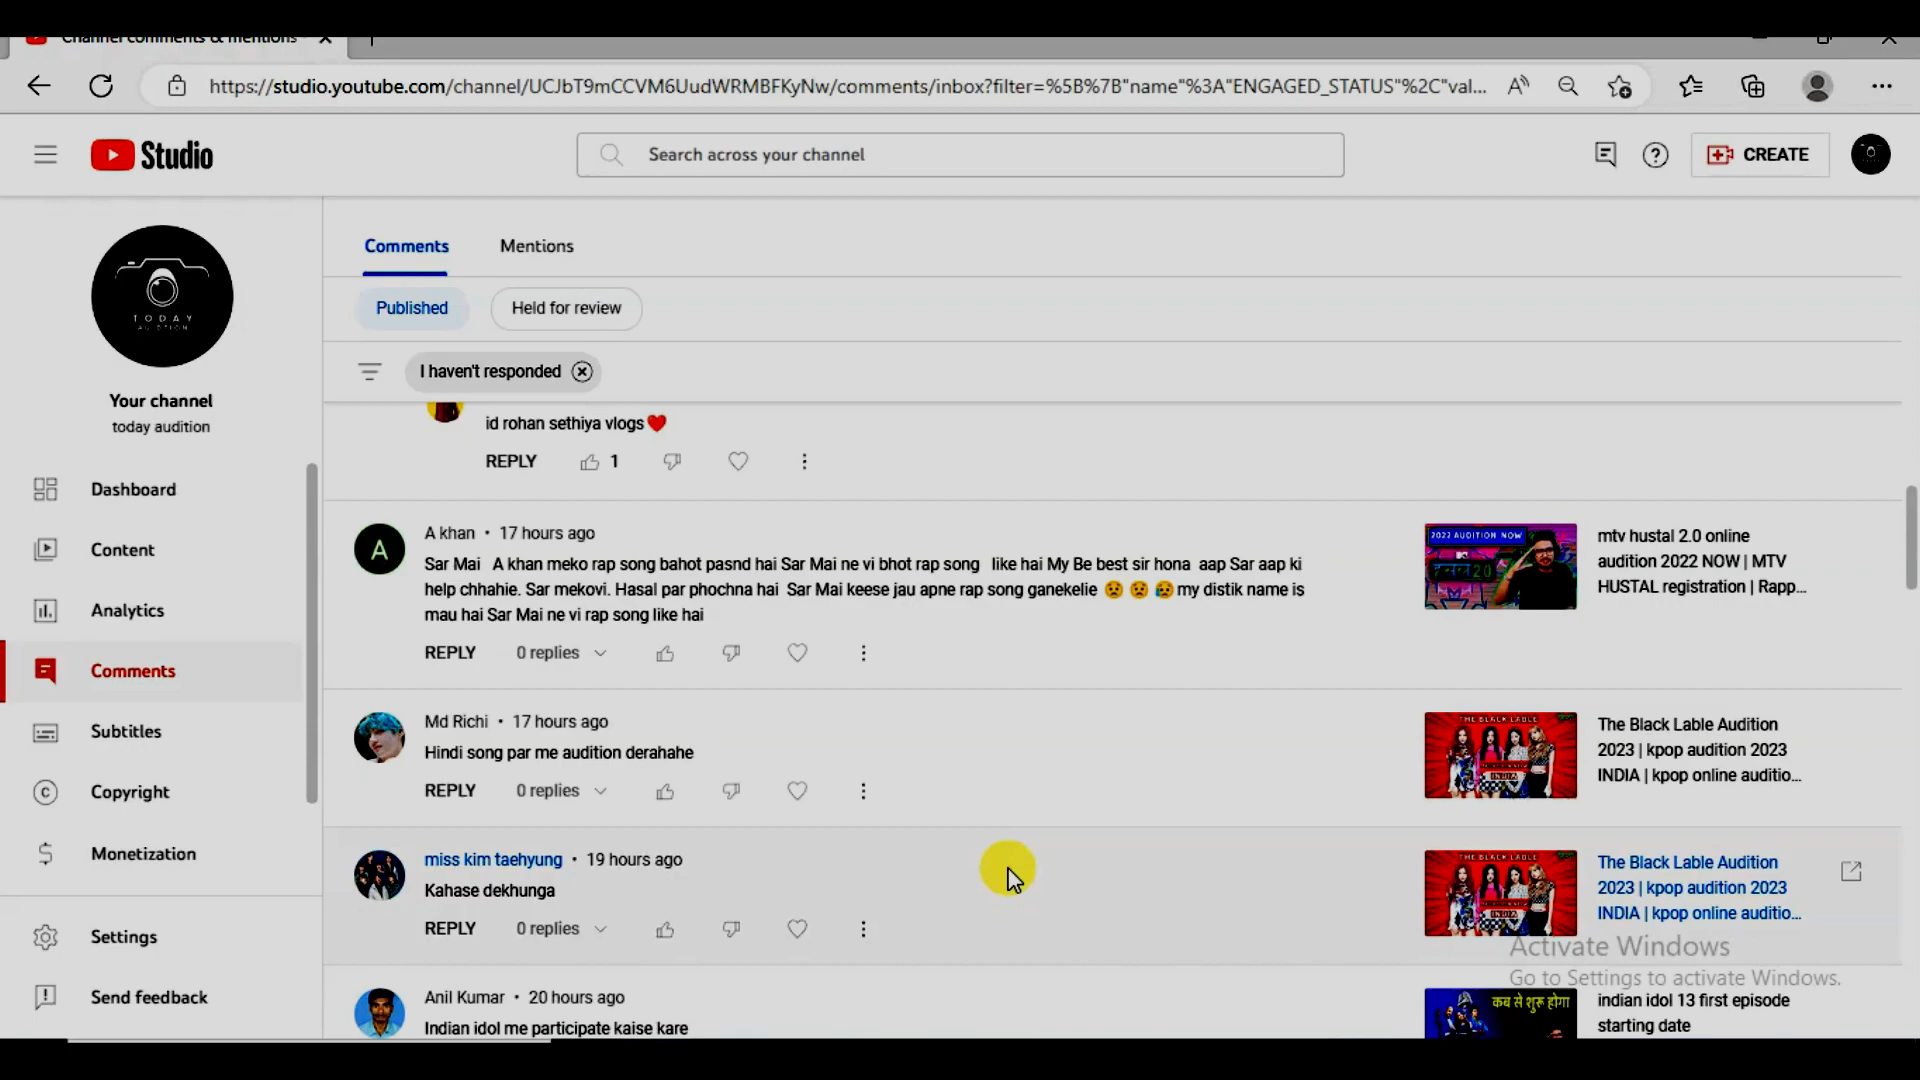 Channel comments & mentions
https://studio.youtube.com/channel/UCJbT9mCCVM6UudWRMBFKyNw/comments/inbox?filter=%5B%7B"name"%3A"ENGAGED_STATUS"%2C"val...
Studio
Search across your channel
CREATE
TODAY
AUDITION
Your channel
today audition
Dashboard
Content
Analytics
Comments
Subtitles
Copyright
Monetization
Settings
Send feedback
Comments Mentions
Published Held for review
I haven't responded
id rohan sethiya vlogs❤️
REPLY 1
A
A khan • 17 hours ago
Sar Mai A khan meko rap song bahot pasnd hai Sar Mai ne vi bhot rap song like hai My Be best sir hona aap Sar aap ki
help chhahie. Sar mekovi. Hasal par phochna hai Sar Mai keese jau apne rap song ganekelie 😟 😟 😥 my distik name is
mau hai Sar Mai ne vi rap song like hai
REPLY 0 replies
2022 AUDITION NOW
2.0
mtv hustal 2.0 online
audition 2022 NOW | MTV
HUSTAL registration | Rapp...
Md Richi • 17 hours ago
Hindi song par me audition derahahe
REPLY 0 replies
THE BLACK LABLE
INDIA
The Black Lable Audition
2023 | kpop audition 2023
INDIA | kpop online auditio...
miss kim taehyung • 19 hours ago
Kahase dekhunga
REPLY 0 replies
THE BLACK LABLE
INDIA
The Black Lable Audition
2023 | kpop audition 2023
INDIA | kpop online auditio...
Activate Windows
Go to Settings to activate Windows.
Anil Kumar • 20 hours ago
Indian idol me participate kaise kare
कब से शुरू होगा
indian idol 13 first episode
starting date